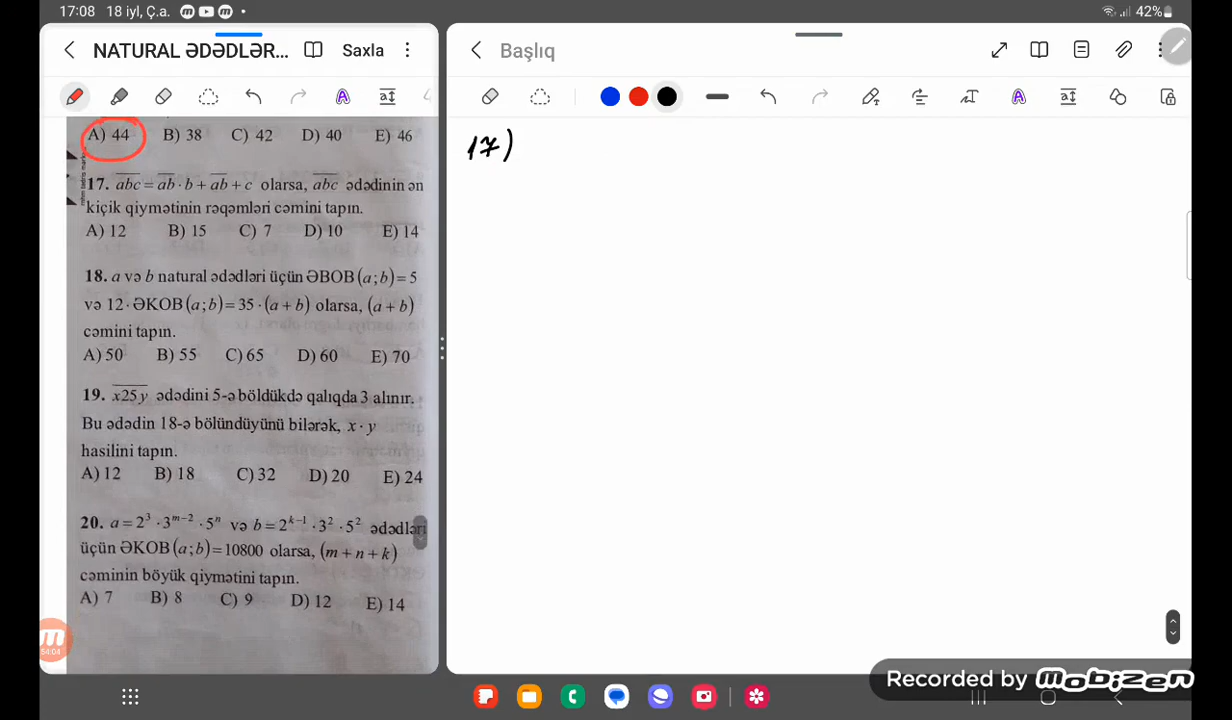 17:08 18 iyl, Ç.a. 42%
NATURAL ƏDƏDLƏR... Saxla
Başlıq
A) 44 B) 38 C) 42 D) 40 E) 46
17. abc = ab · b + ab + c olarsa, abc ədədinin ən
kiçik qiymətinin rəqəmləri cəmini tapın.
A) 12 B) 15 C) 7 D) 10 E) 14
18. a və b natural ədədləri üçün ƏBOB(a;b) = 5
və 12 · ƏKOB(a;b) = 35 · (a + b) olarsa, (a + b)
cəmini tapın.
A) 50 B) 55 C) 65 D) 60 E) 70
19. x25y ədədini 5-ə böldükdə qalıqda 3 alınır.
Bu ədədin 18-ə bölündüyünü bilərək, x · y
hasilini tapın.
A) 12 B) 18 C) 32 D) 20 E) 24
20. a = 2³ · 3ᵐ⁻² · 5ⁿ və b = 2ᵏ⁻¹ · 3² · 5² ədədləri
üçün ƏKOB(a;b) = 10800 olarsa, (m + n + k)
cəminin böyük qiymətini tapın.
A) 7 B) 8 C) 9 D) 12 E) 14
17)
54:04
Recorded by mobizen